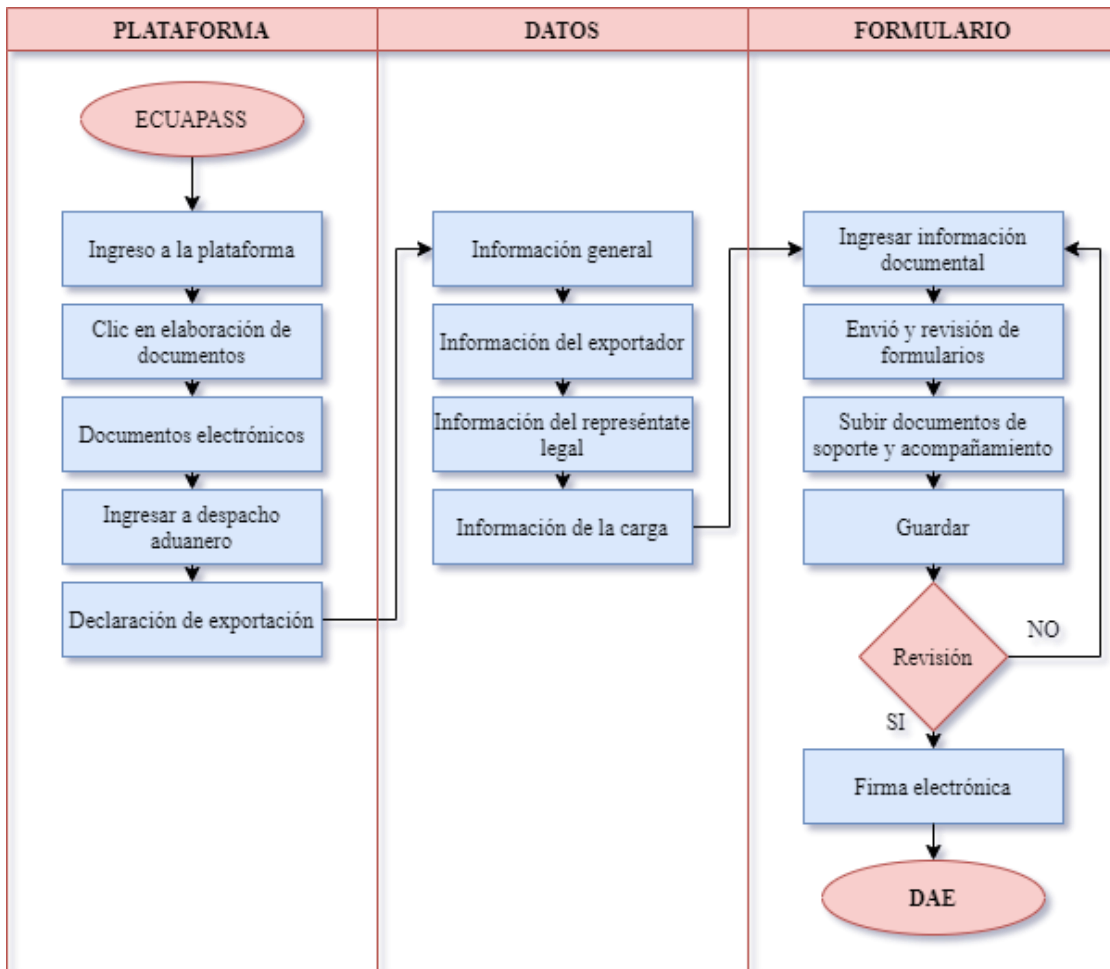 PLATAFORMA
DATOS
FORMULARIO
ECUAPASS
Ingreso a la plataforma
Clic en elaboración de
documentos
Documentos electrónicos
Ingresar a despacho
aduanero
Declaración de exportación
Información general
Información del exportador
Información del represéntate
legal
Información de la carga
Ingresar información
documental
Envió y revisión de
formularios
Subir documentos de
soporte y acompañamiento
Guardar
Revisión
NO
SI
Firma electrónica
DAE